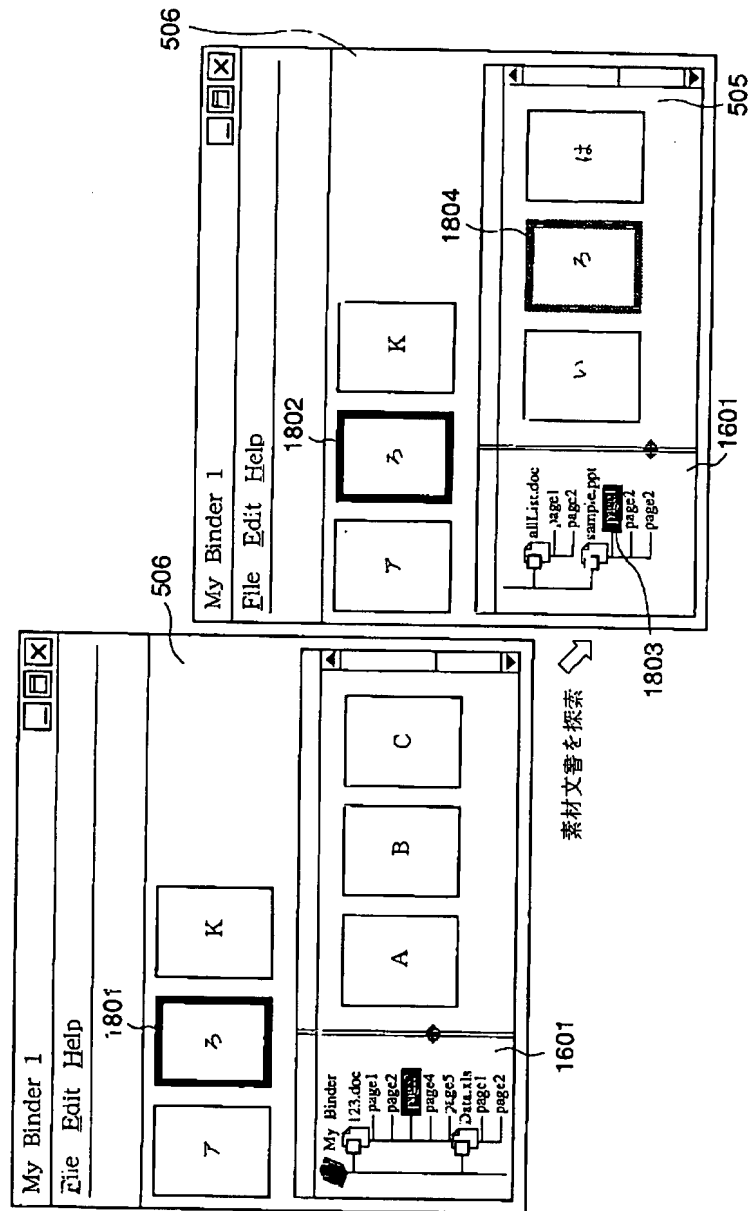 My Binder 1
File Edit Help
1801
506
ア
ろ
K
My Binder
123.doc
page1
page2
page4
page5
Data.xls
page1
page2
A
B
C
1601
素材文書を探索
My Binder 1
File Edit Help
1802
506
ア
ろ
K
allList.doc
page1
page2
sample.ppt
page1
page2
page2
1803
い
ろ
は
1804
505
1601